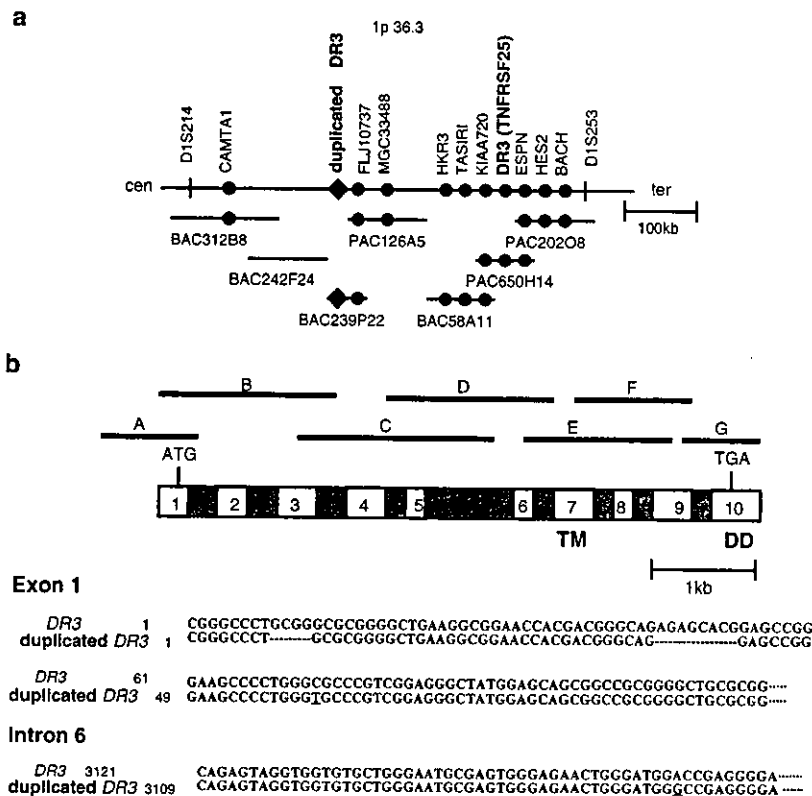 a
1p 36.3
cen
D1S214
CAMTA1
duplicated DR3
FLJ10737
MGC33488
HKR3
TASIRI
KIAA720
DR3 (TNFRSF25)
ESPN
HES2
BACH
D1S253
ter
100kb
BAC312B8
PAC126A5
PAC202O8
BAC242F24
PAC650H14
BAC239P22
BAC58A11
b
B
D
F
A
C
E
G
ATG
TGA
1 2 3 4 5 6 7 8 9 10
TM
DD
1kb
Exon 1
DR3 1 CGGGCCCTGCGGGCGCGGGGCTGAAGGCGGAACCACGACGGGCAGAGAGCACGGAGCCGG
duplicated DR3 1 CGGGCCCT--------GCGCGGGGCTGAAGGCGGAACCACGACGGGCAG----------------GAGCCGG
DR3 61 GAAGCCCCTGGGCGCCCGTCGGAGGGCTATGGAGCAGCGGCCGCGGGGCTGCGCGG.....
duplicated DR3 49 GAAGCCCCTGGGTGCCCGTCGGAGGGCTATGGAGCAGCGGCCGCGGGGCTGCGCGG.....
Intron 6
DR3 3121 CAGAGTAGGTGGTGTGCTGGGAATGCGAGTGGGAGAACTGGGATGGACCGAGGGGA......
duplicated DR3 3109 CAGAGTAGGTGGTGTGCTGGGAATGCGAGTGGGAGAACTGGGATGGGCCGAGGGGA.....